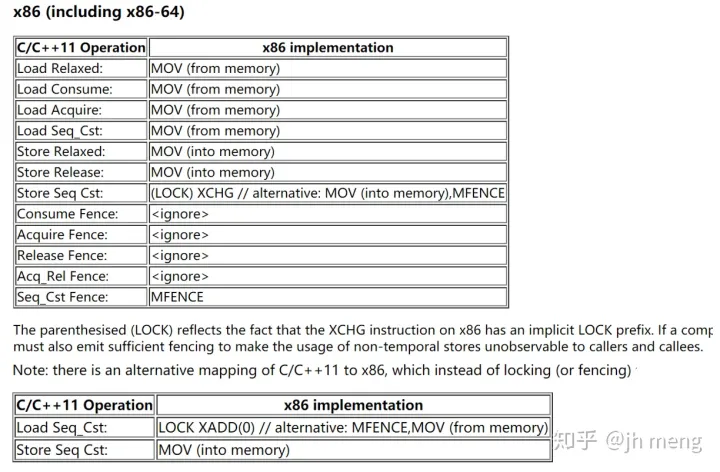 x86 (including x86-64)
C/C++11 Operation x86 implementation
Load Relaxed: MOV (from memory)
Load Consume: MOV (from memory)
Load Acquire: MOV (from memory)
Load Seq_Cst: MOV (from memory)
Store Relaxed: MOV (into memory)
Store Release: MOV (into memory)
Store Seq Cst: (LOCK) XCHG // alternative: MOV (into memory),MFENCE
Consume Fence: <ignore>
Acquire Fence: <ignore>
Release Fence: <ignore>
Acq_Rel Fence: <ignore>
Seq_Cst Fence: MFENCE
The parenthesised (LOCK) reflects the fact that the XCHG instruction on x86 has an implicit LOCK prefix. If a
must also emit sufficient fencing to make the usage of non-temporal stores unobservable to callers and callees.
Note: there is an alternative mapping of C/C++11 to x86, which instead of locking (or fencing)
C/C++11 Operation x86 implementation
Load Seq_Cst: LOCK XADD(0) // alternative: MFENCE,MOV (from memory)
Store Seq Cst: MOV (into memory)
知乎 @jh meng